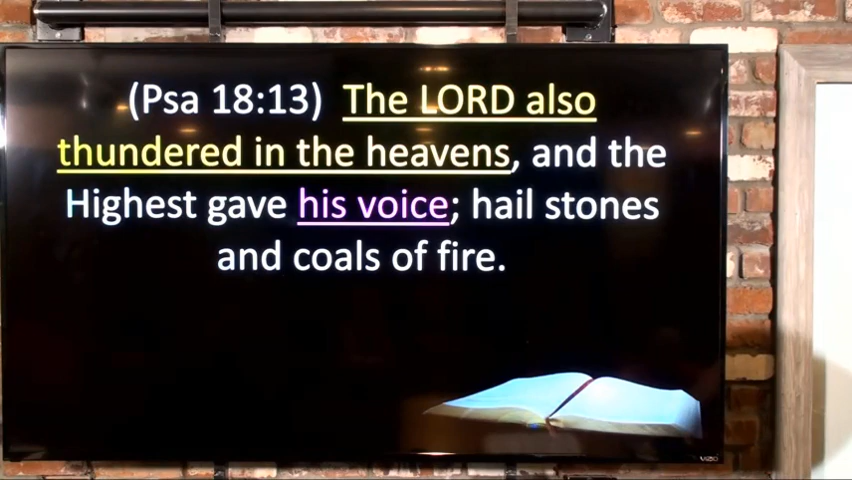 (Psa 18:13) The LORD also
thundered in the heavens, and the
Highest gave his voice; hail stones
and coals of fire.
VIZIO